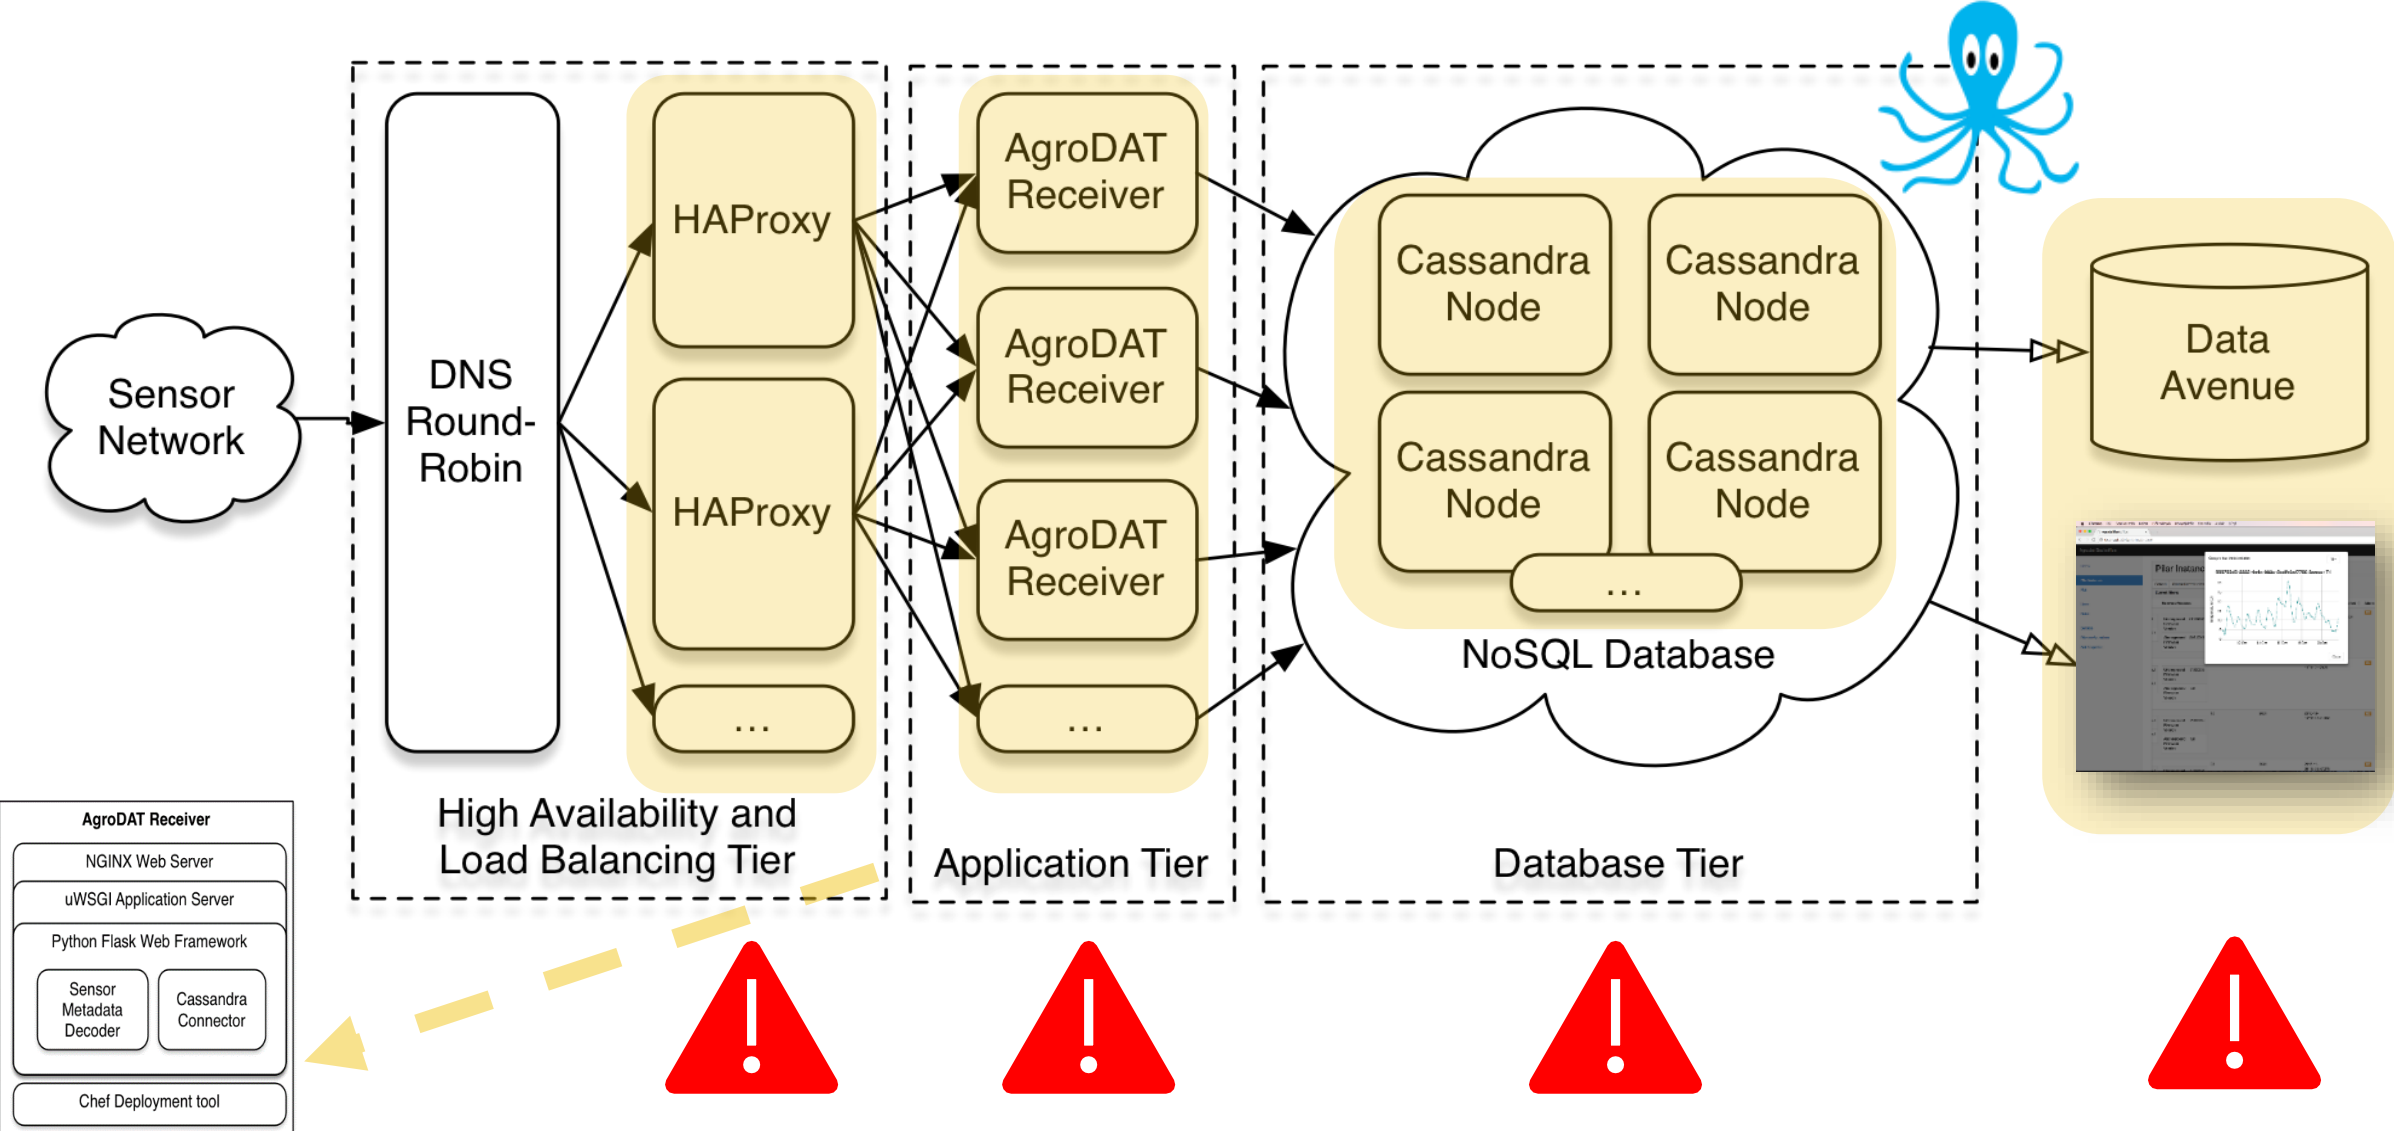 Sensor
Network
DNS
Round-
Robin
HAProxy
HAProxy
...
High Availability and
Load Balancing Tier
AgroDAT
Receiver
AgroDAT
Receiver
AgroDAT
Receiver
...
Application Tier
Cassandra
Node
Cassandra
Node
Cassandra
Node
Cassandra
Node
...
NoSQL Database
Database Tier
Data
Avenue
AgroDAT Receiver
NGINX Web Server
uWSGI Application Server
Python Flask Web Framework
Sensor
Metadata
Decoder
Cassandra
Connector
Chef Deployment tool